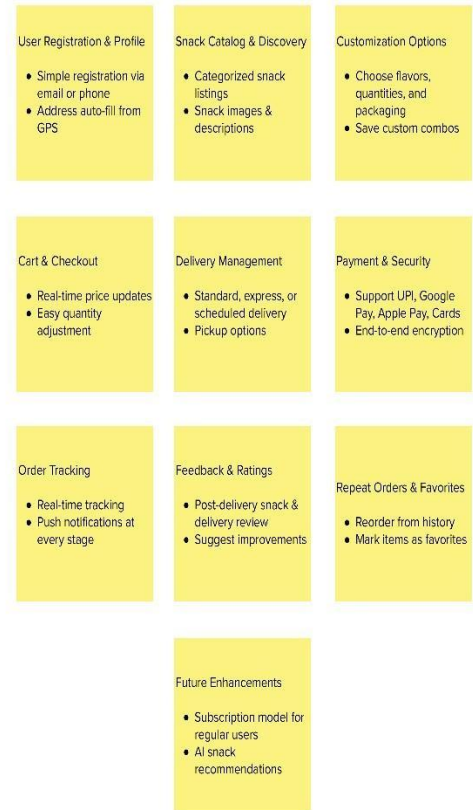 User Registration & Profile
• Simple registration via
email or phone
• Address auto-fill from
GPS
Snack Catalog & Discovery
• Categorized snack
listings
• Snack images &
descriptions
Customization Options
• Choose flavors,
quantities, and
packaging
• Save custom combos
Cart & Checkout
• Real-time price updates
• Easy quantity
adjustment
Delivery Management
• Standard, express, or
scheduled delivery
• Pickup options
Payment & Security
• Support UPI, Google
Pay, Apple Pay, Cards
• End-to-end encryption
Order Tracking
• Real-time tracking
• Push notifications at
every stage
Feedback & Ratings
• Post-delivery snack &
delivery review
• Suggest improvements
Repeat Orders & Favorites
• Reorder from history
• Mark items as favorites
Future Enhancements
• Subscription model for
regular users
• AI snack
recommendations